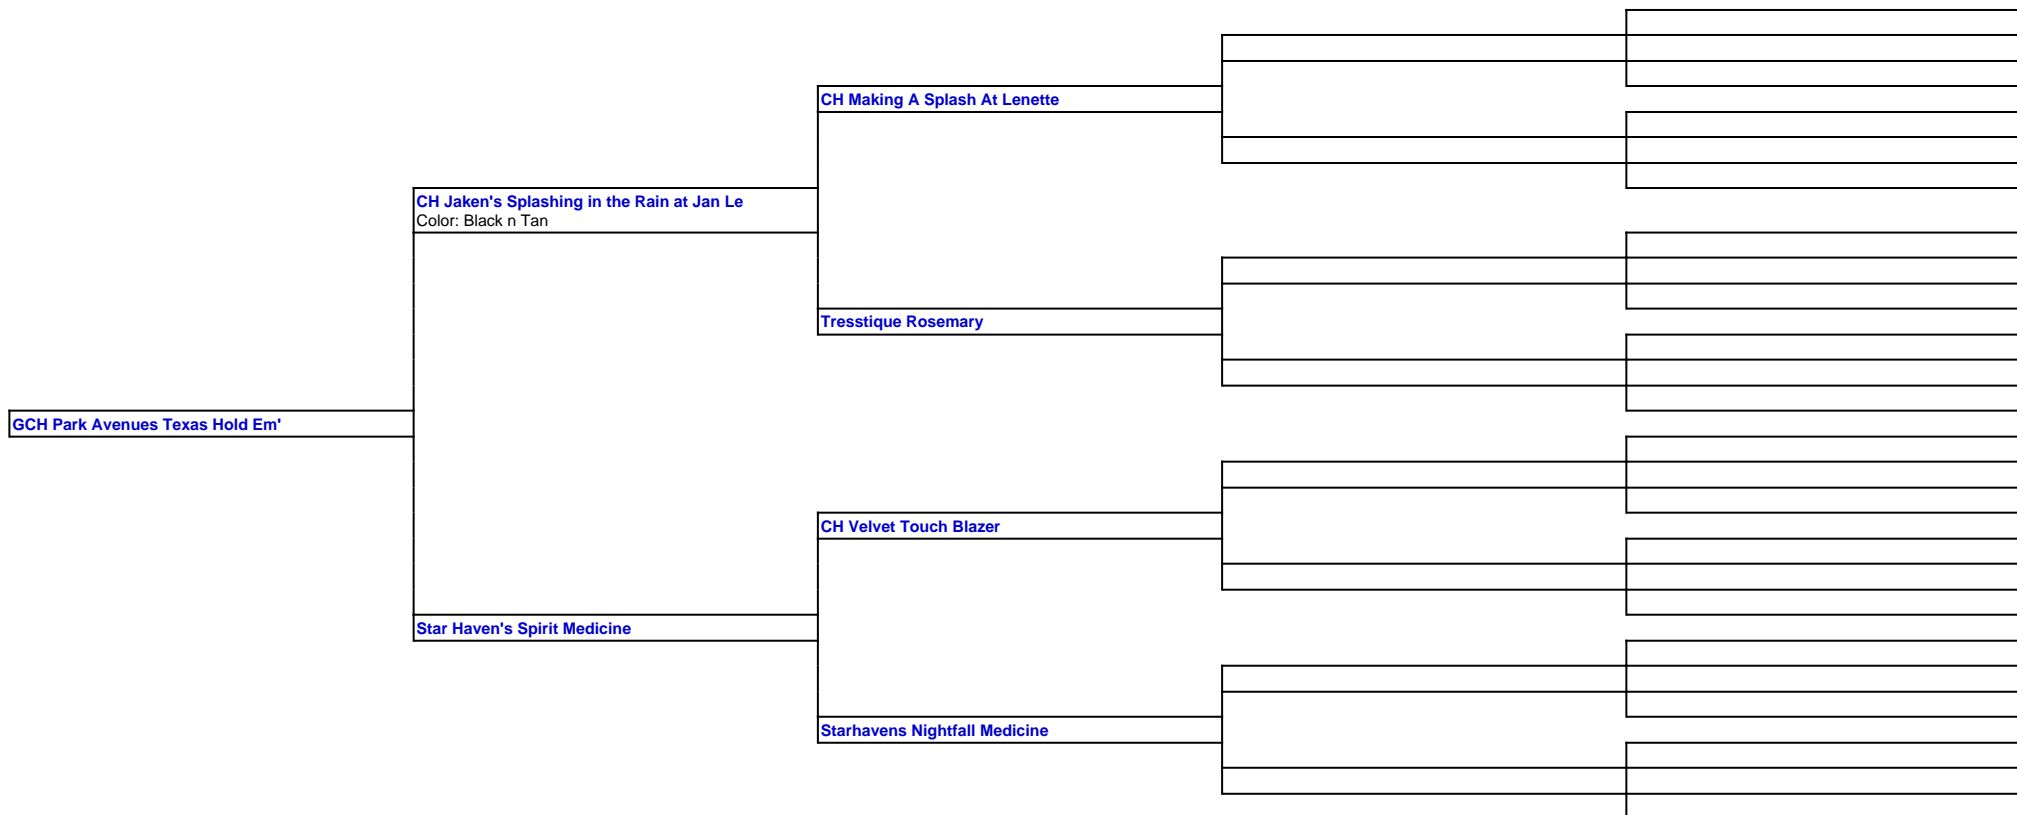 CH Making A Splash At Lenette
CH Jaken's Splashing in the Rain at Jan Le
Color: Black n Tan
Tresstique Rosemary
GCH Park Avenues Texas Hold Em'
CH Velvet Touch Blazer
Star Haven's Spirit Medicine
Starhavens Nightfall Medicine